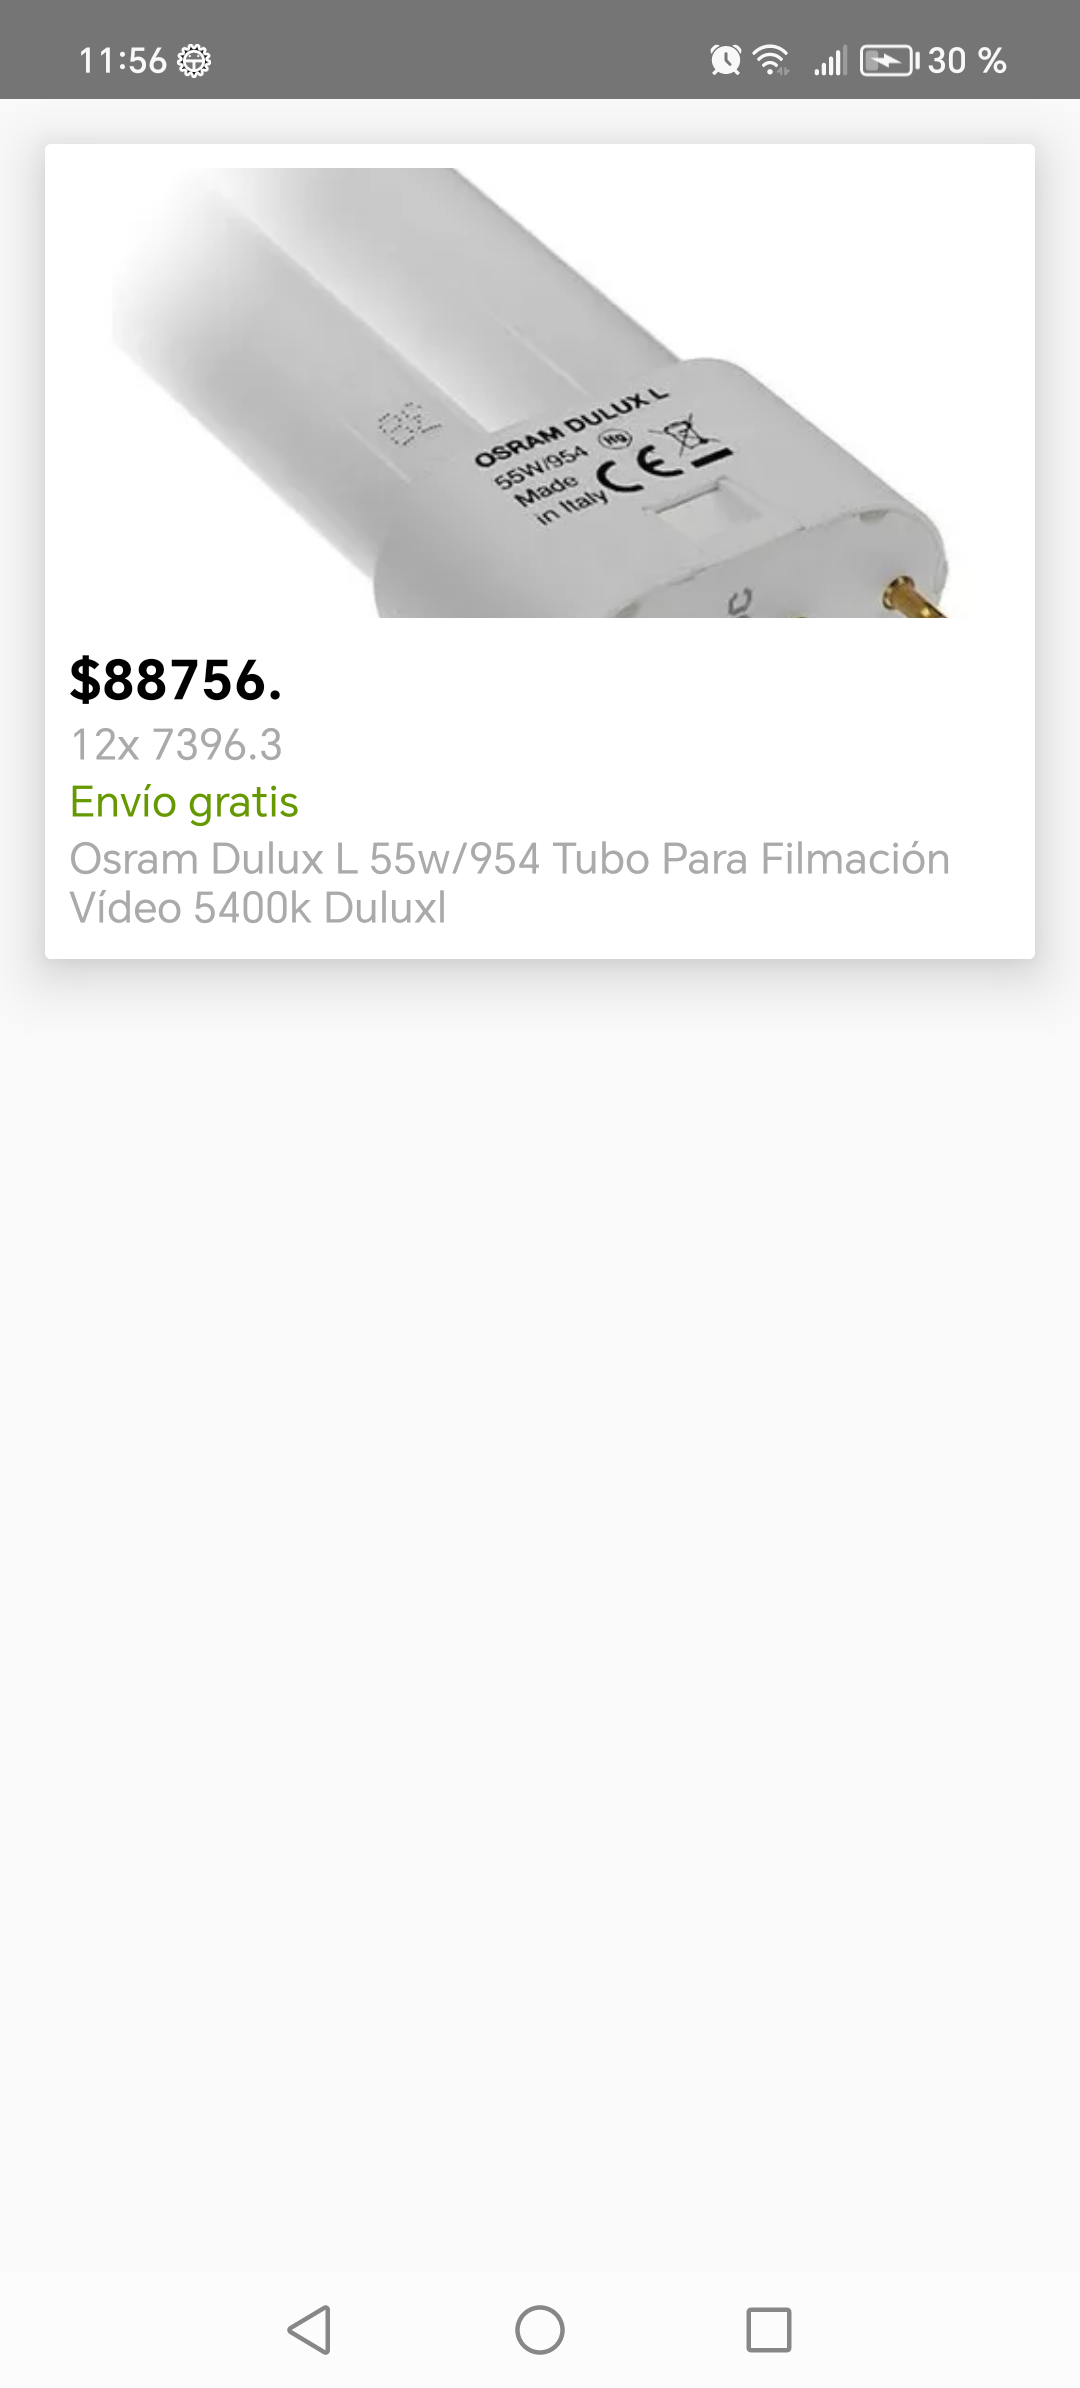 11:56
30 %
OSRAM DULUX L
55W/954 Hg
Made CE
in Italy
$88756.
12x 7396.3
Envío gratis
Osram Dulux L 55w/954 Tubo Para Filmación
Vídeo 5400k Duluxl